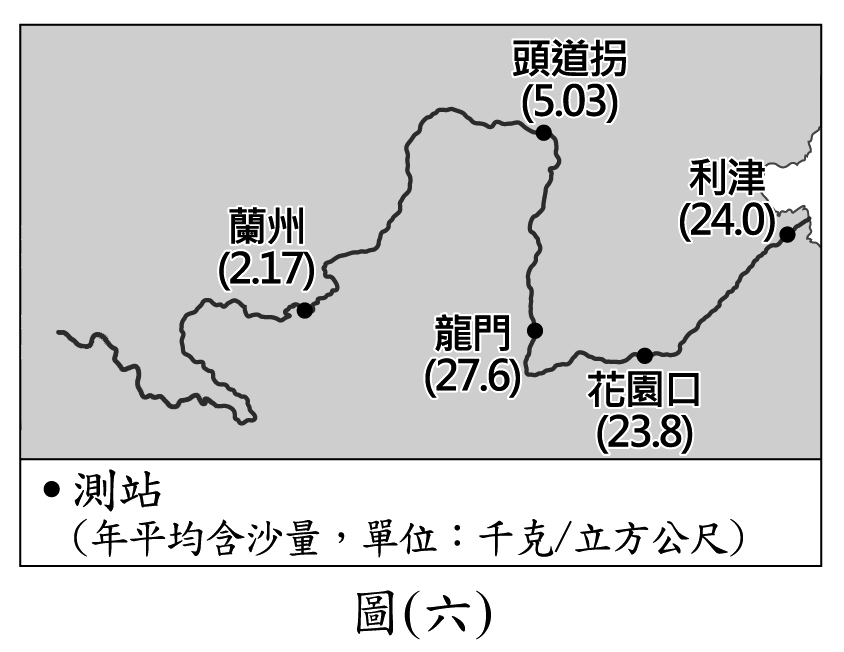 頭道拐
(5.03)
利津
(24.0)
蘭州
(2.17)
龍門
(27.6)
花園口
(23.8)
測站
(年平均含沙量，單位：千克/立方公尺)
圖(六)